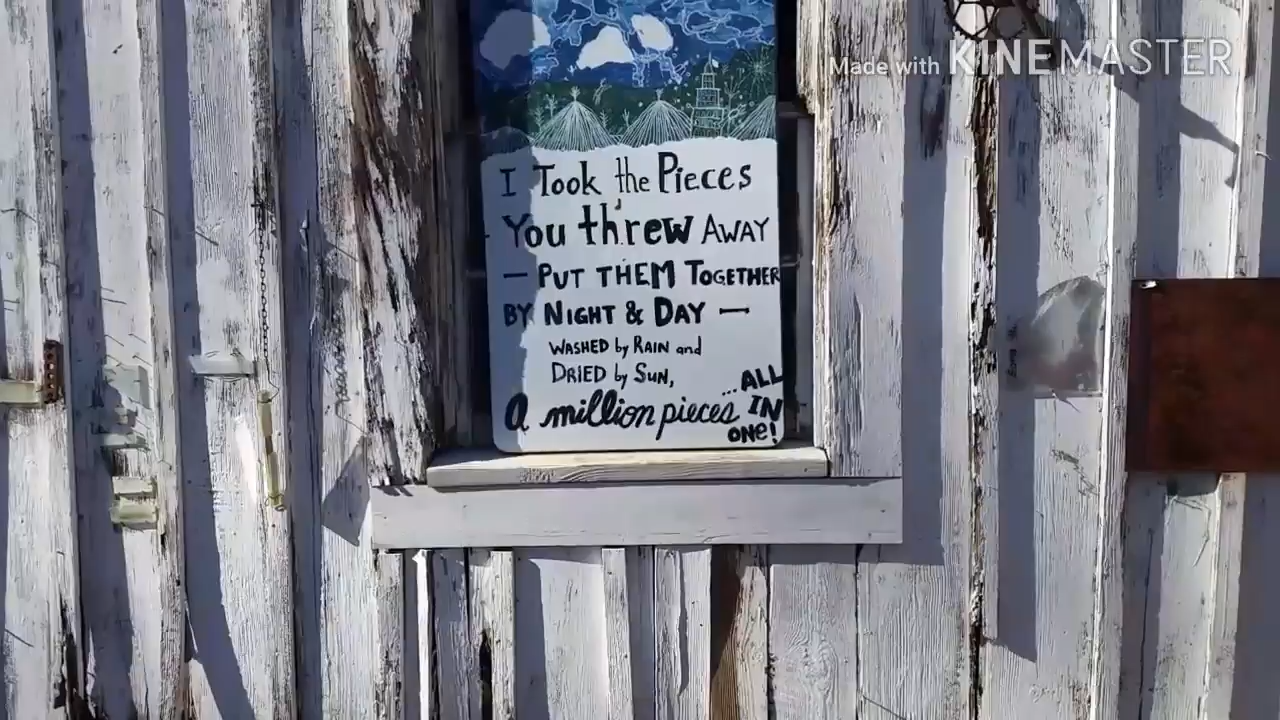 Made with KINEMASTER
I Took the Pieces
You threw AWAY
— PUT THEM TOGETHER
BY NIGHT & DAY —
WASHED by RAIN and
DRIED by SUN,
A million pieces
...ALL
IN
ONE!